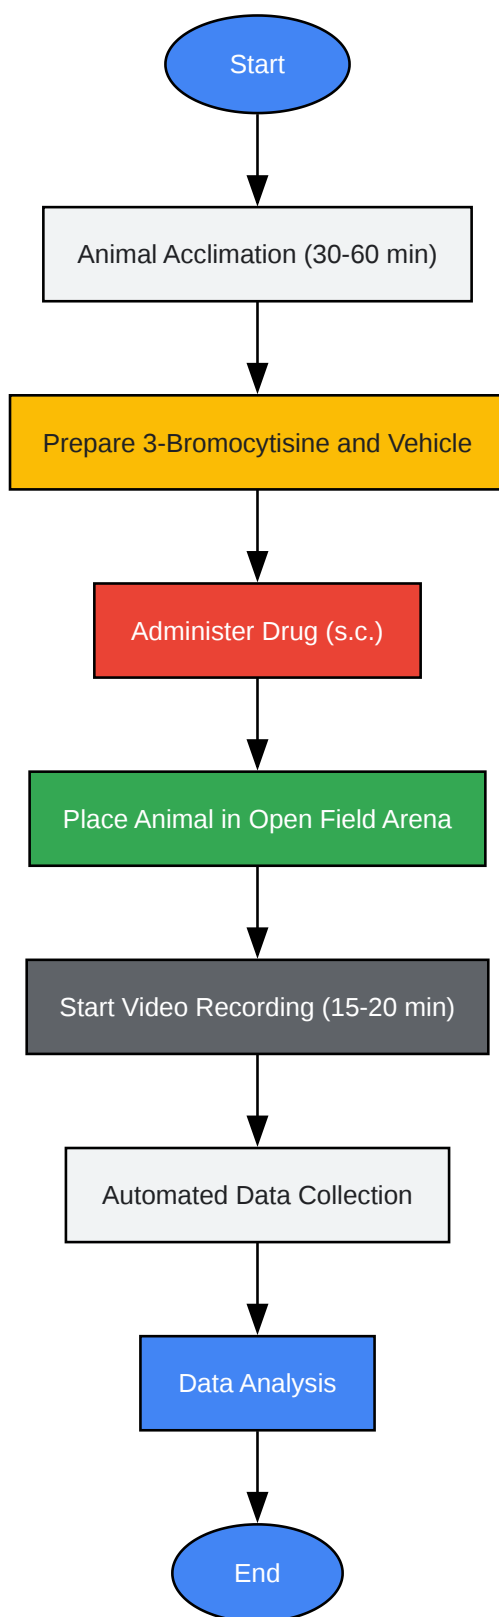 Start
Animal Acclimation (30-60 min)
Prepare 3-Bromocytisine and Vehicle
Administer Drug (s.c.)
Place Animal in Open Field Arena
Start Video Recording (15-20 min)
Automated Data Collection
Data Analysis
End